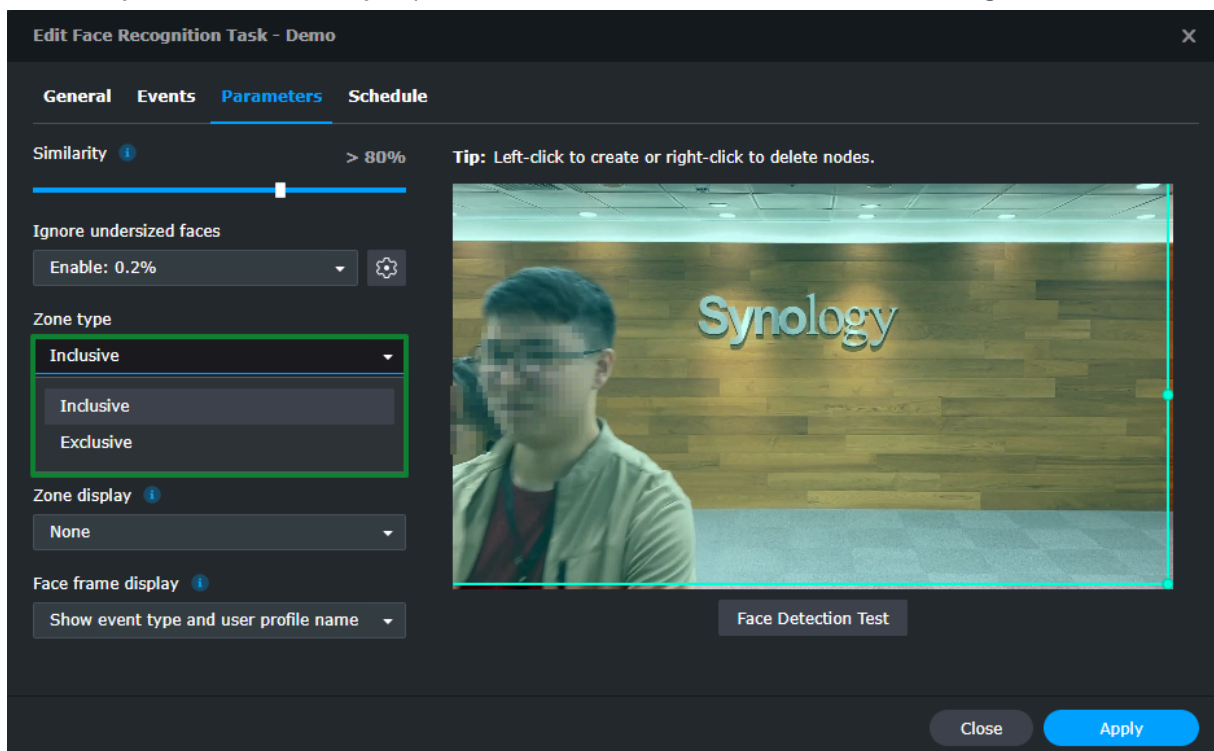 Edit Face Recognition Task - Demo
General Events Parameters Schedule
Similarity i > 80%
Tip: Left-click to create or right-click to delete nodes.
Ignore undersized faces
Enable: 0.2%
Zone type
Inclusive
Inclusive
Exclusive
Zone display i
None
Face frame display i
Show event type and user profile name
Synology
Face Detection Test
Close Apply